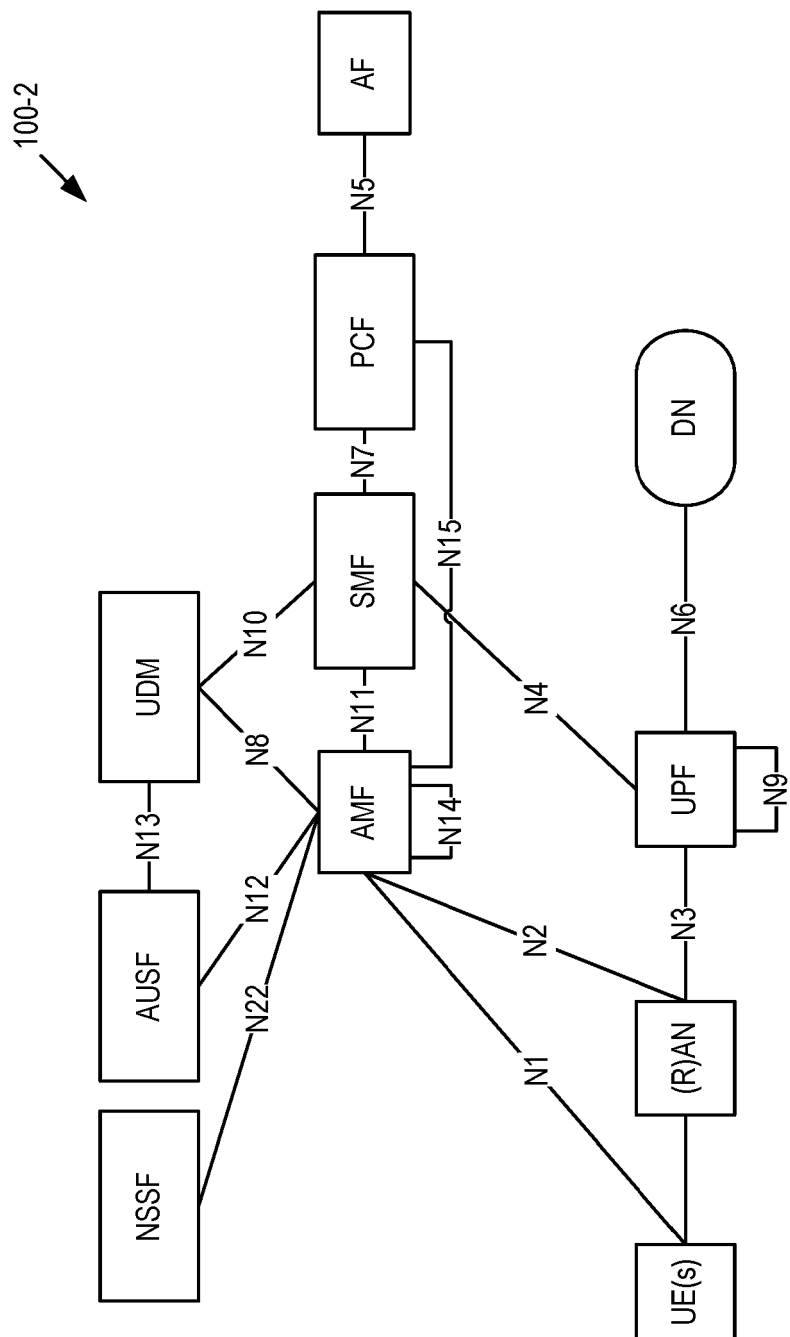 100-2
NSSF
AUSF
N13
UDM
N22
N12
N8
N10
AMF
N11
SMF
N7
PCF
N5
AF
N14
N15
N1
N2
N4
UE(s)
(R)AN
N3
UPF
N6
DN
N9